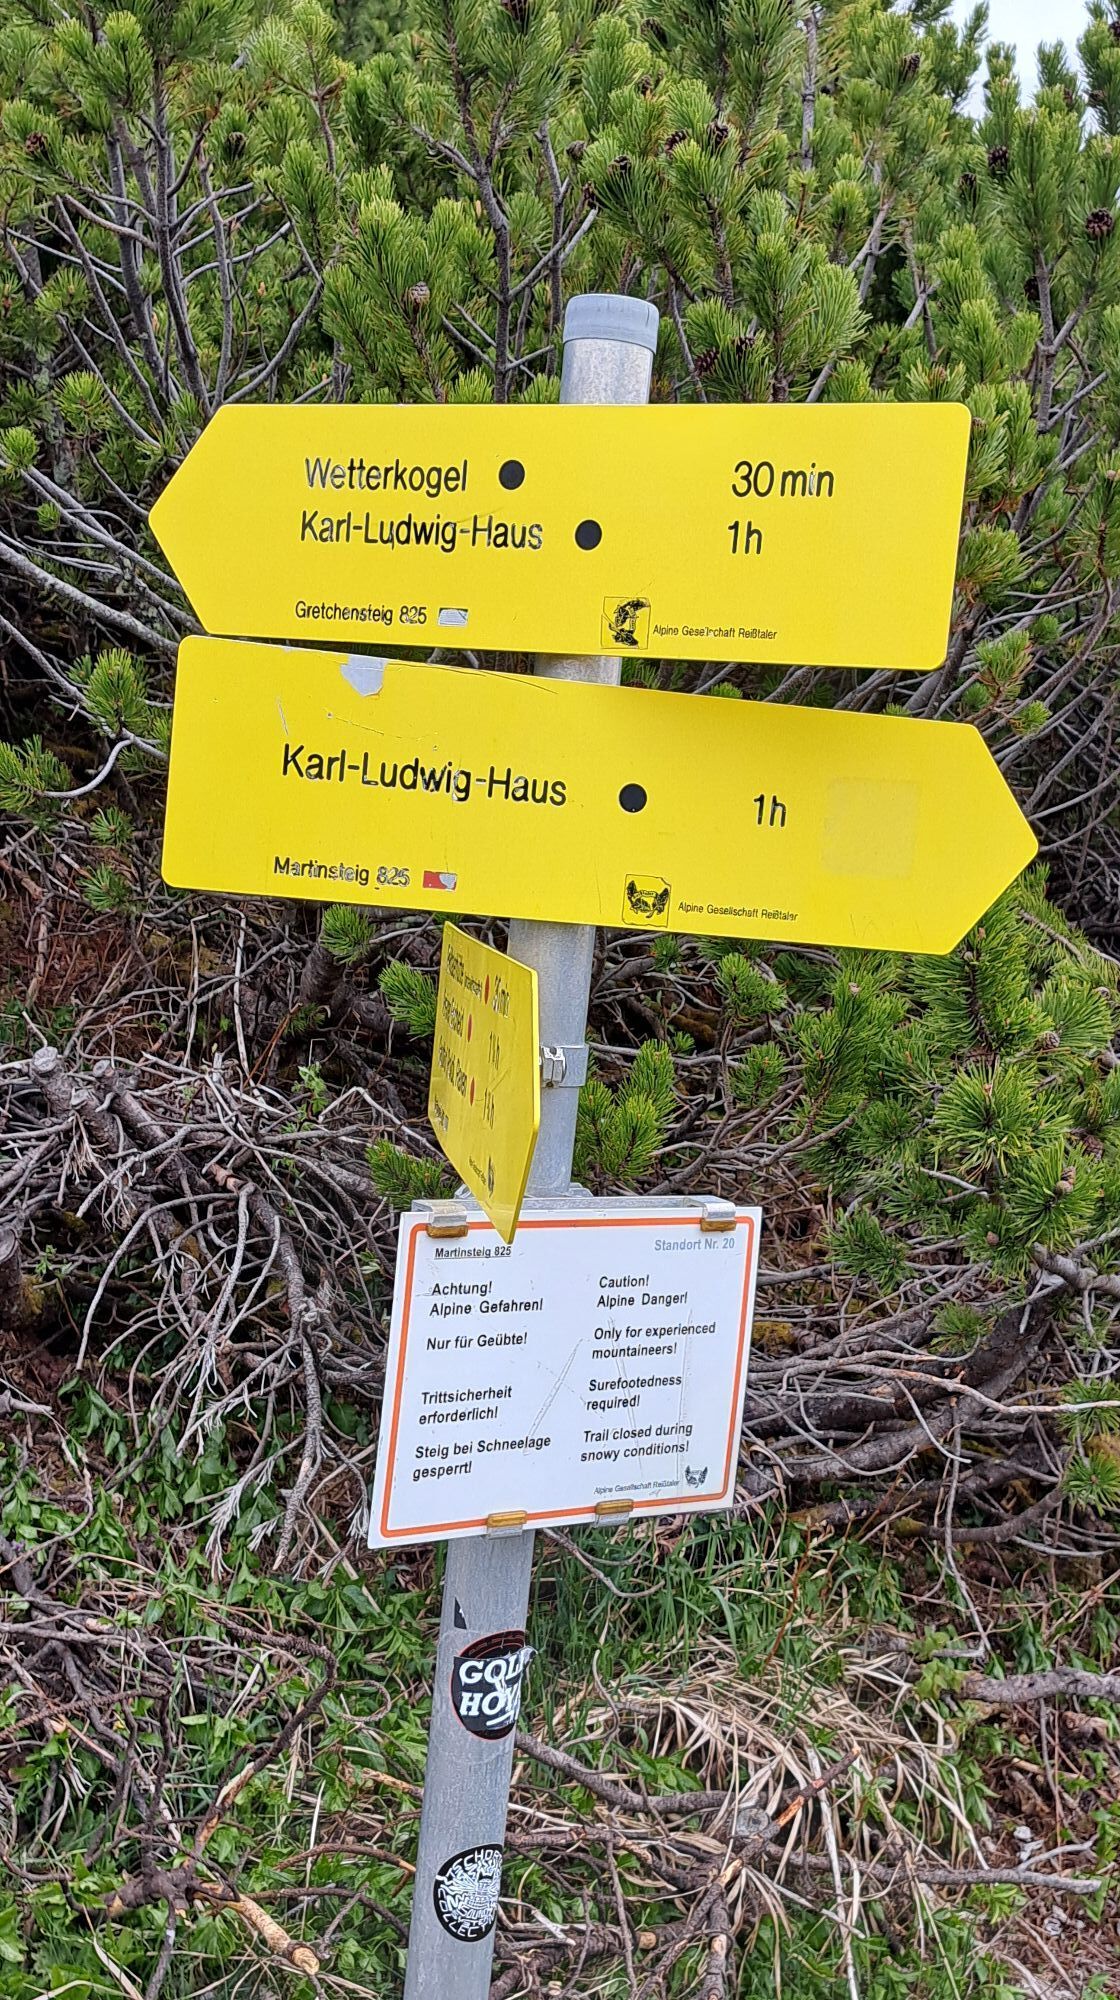 Wetterkogel ● 30 min
Karl-Ludwig-Haus ● 1h
Gretchensteig 825
Alpine Gesellschaft Reißtaler
Karl-Ludwig-Haus ● 1h
Martinsteig 825
Alpine Gesellschaft Reißtaler
Martinsteig 825
Standort Nr. 20
Achtung!
Alpine Gefahren!
Nur für Geübte!
Trittsicherheit
erforderlich!
Steig bei Schneelage
gesperrt!
Caution!
Alpine Danger!
Only for experienced
mountaineers!
Surefootedness
required!
Trail closed during
snowy conditions!
Alpine Gesellschaft Reißtaler